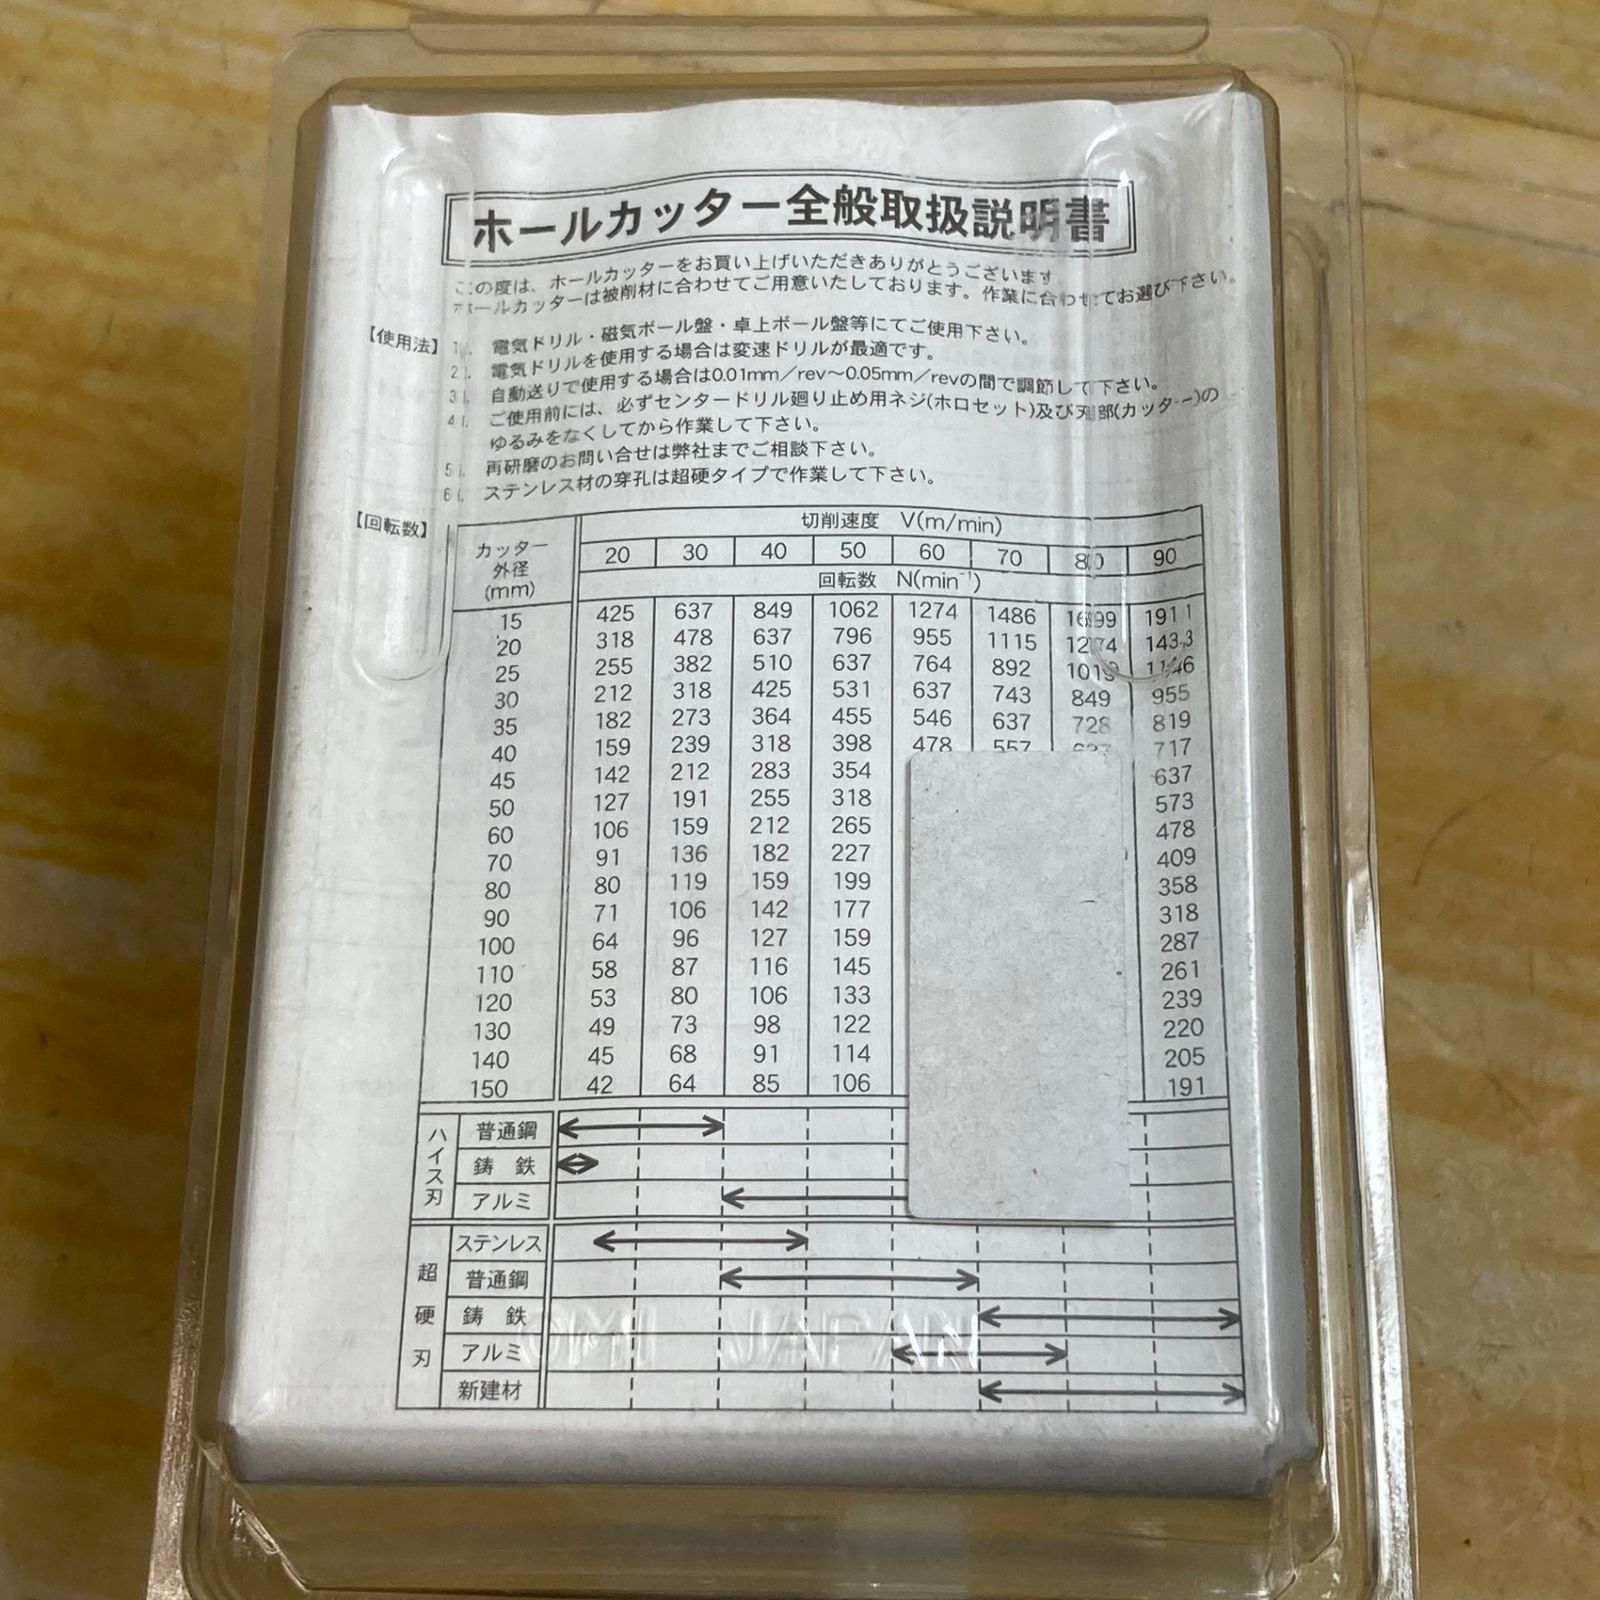 ホールカッター全般取扱説明書
この度は、ホールカッターをお買い上げいただきありがとうございます
ホールカッターは被削材に合わせてご用意いたしております。作業に合わせてお選び下さい。
【使用法】 1. 電気ドリル・磁気ボール盤・卓上ボール盤等にてご使用下さい。
2. 電気ドリルを使用する場合は変速ドリルが最適です。
3. 自動送りで使用する場合は0.01mm/rev～0.05mm/revの間で調節して下さい。
4. ご使用前には、必ずセンタードリル廻り止め用ネジ(ホロセット)及び刃部(カッター)の
ゆるみをなくしてから作業して下さい。
5. 再研磨のお問い合せは弊社までご相談下さい。
6. ステンレス材の穿孔は超硬タイプで作業して下さい。
【回転数】
カッター外径(mm) 切削速度 V(m/min)
20 30 40 50 60 70 80 90
回転数 N(min⁻¹)
15 425 637 849 1062 1274 1486 1699 1911
20 318 478 637 796 955 1115 1274 1433
25 255 382 510 637 764 892 1019 1146
30 212 318 425 531 637 743 849 955
35 182 273 364 455 546 637 728 819
40 159 239 318 398 478 557 717
45 142 212 283 354 637
50 127 191 255 318 573
60 106 159 212 265 478
70 91 136 182 227 409
80 80 119 159 199 358
90 71 106 142 177 318
100 64 96 127 159 287
110 58 87 116 145 261
120 53 80 106 133 239
130 49 73 98 122 220
140 45 68 91 114 205
150 42 64 85 106 191
ハイス刃
普通鋼
鋳 鉄
アルミ
超硬刃
ステンレス
普通鋼
鋳 鉄
アルミ
新建材
OMI JAPAN